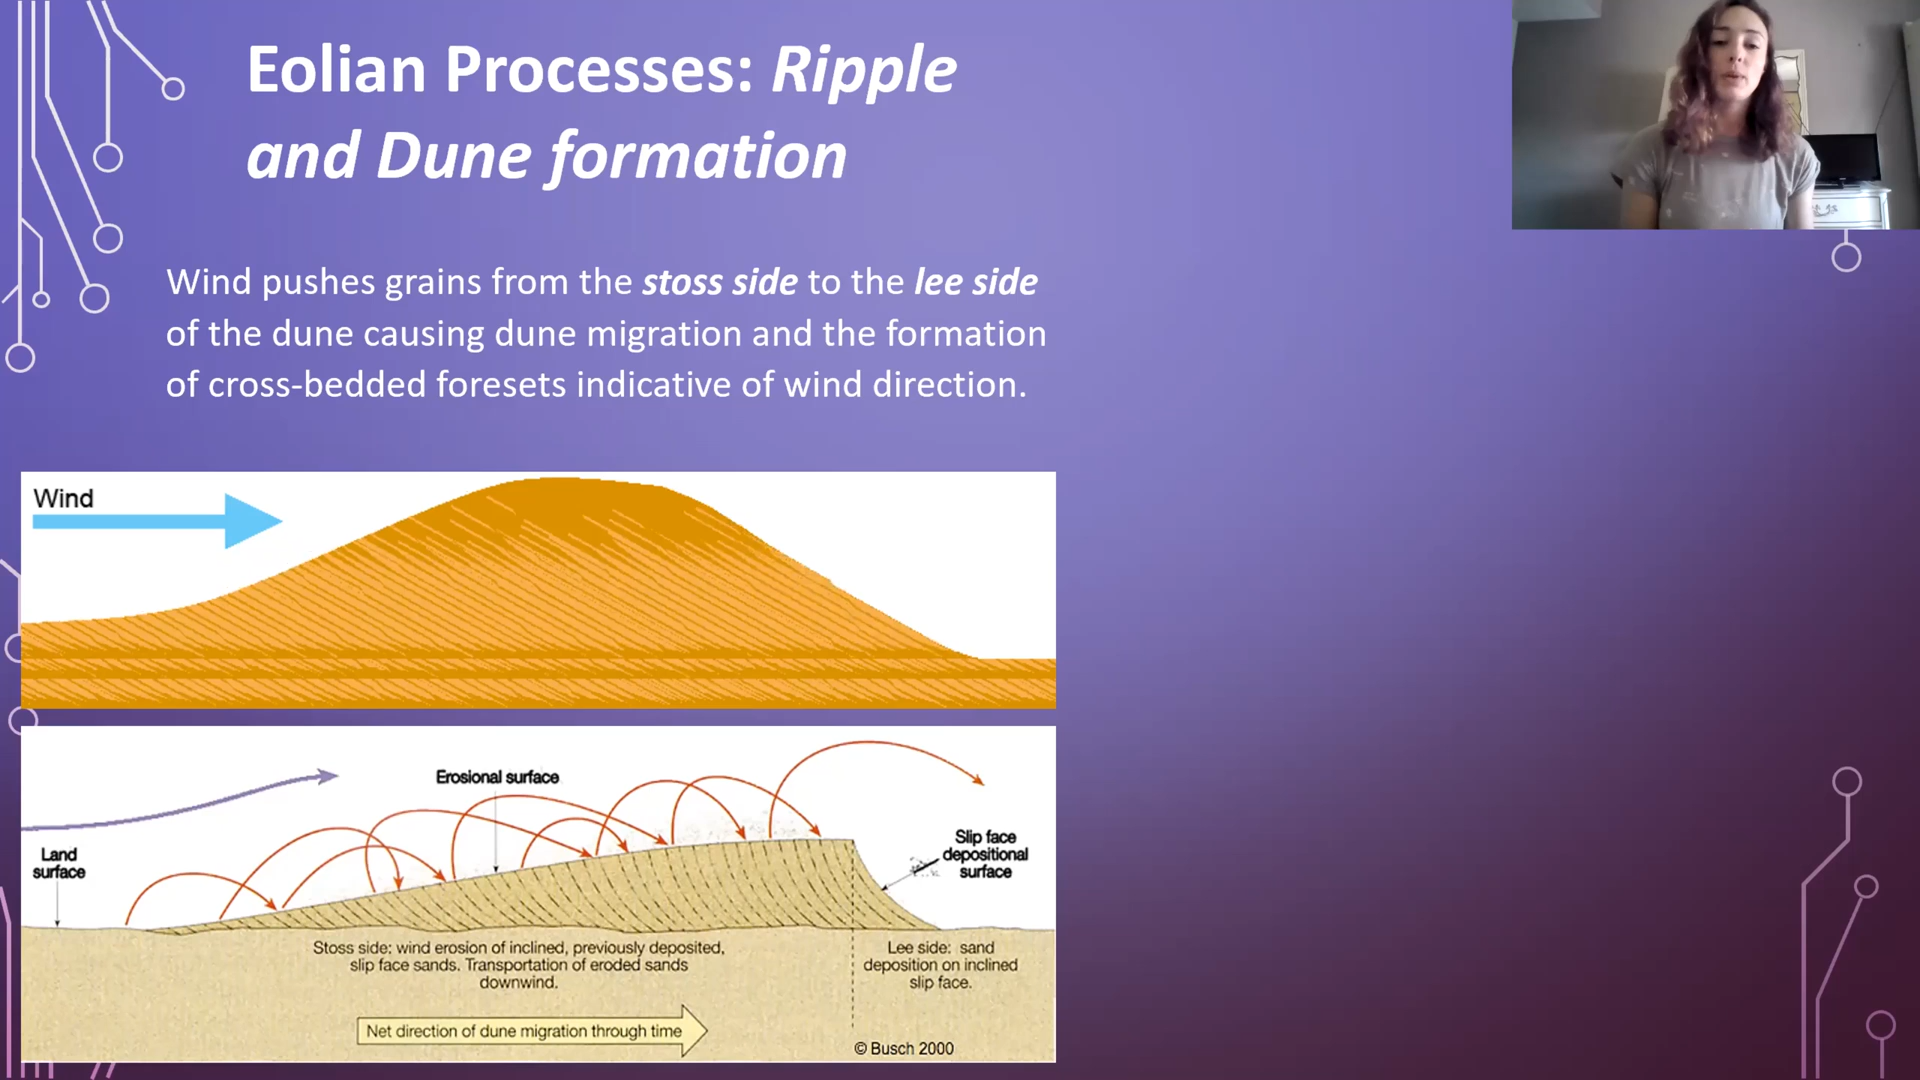 Eolian Processes: Ripple
and Dune formation
Wind pushes grains from the stoss side to the lee side
of the dune causing dune migration and the formation
of cross-bedded foresets indicative of wind direction.
Wind
Erosional surface
Land
surface
Slip face
depositional
surface
Stoss side: wind erosion of inclined, previously deposited,
slip face sands. Transportation of eroded sands
downwind.
Lee side: sand
deposition on inclined
slip face.
Net direction of dune migration through time
© Busch 2000